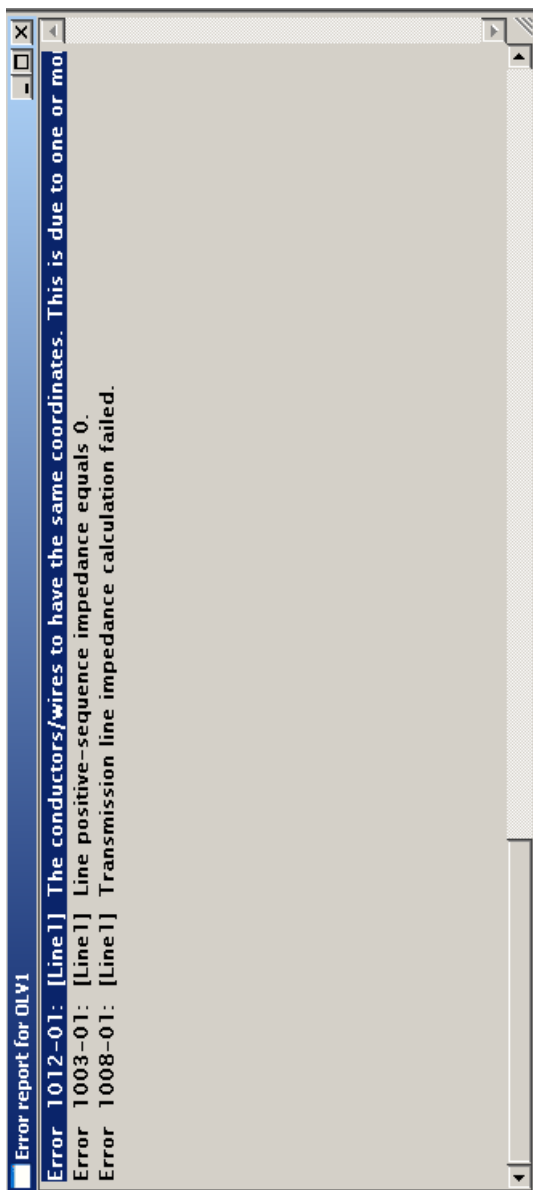 Error report for OLV1
Error 1012-01: [Line1] The conductors/wires to have the same coordinates. This is due to one or mo
Error 1003-01: [Line1] Line positive-sequence impedance equals 0.
Error 1008-01: [Line1] Transmission line impedance calculation failed.